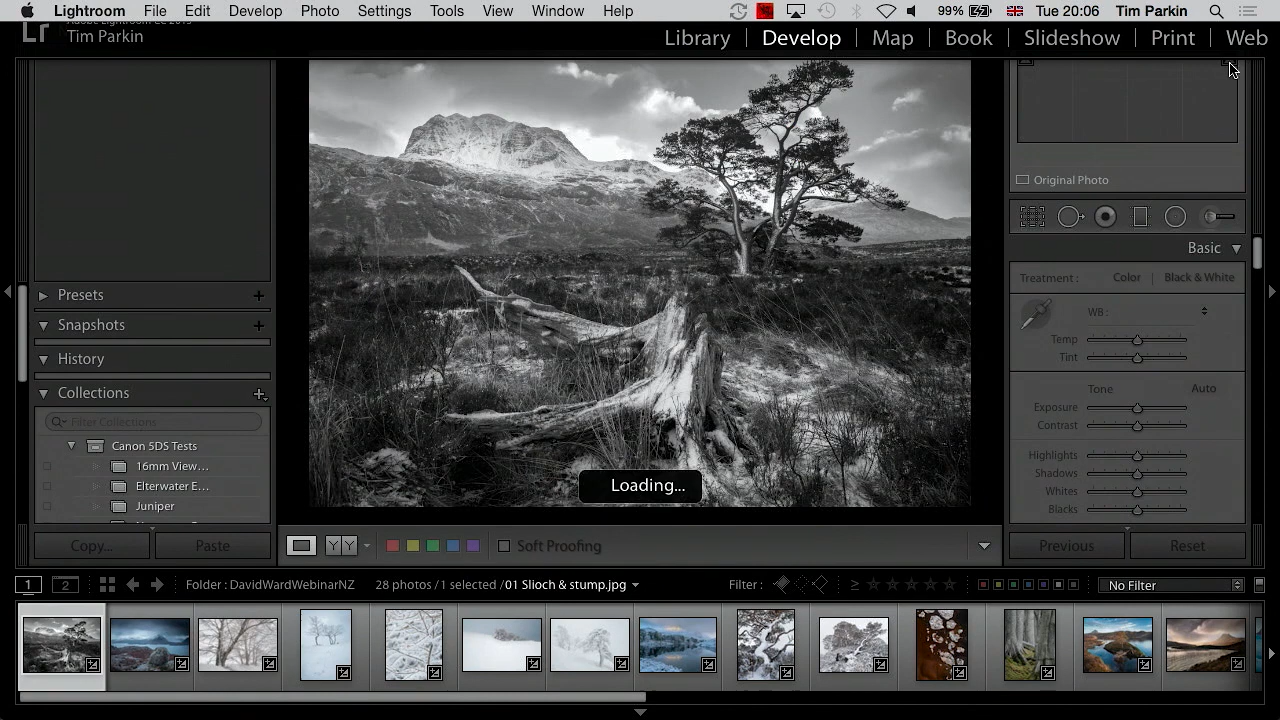 Lightroom File Edit Develop Photo Settings Tools View Window Help 99% Tue 20:06 Tim Parkin
Lr
Tim Parkin
Library | Develop | Map | Book | Slideshow | Print | Web
Original Photo
Basic
Treatment : Color | Black & White
WB :
Temp
Tint
Tone Auto
Exposure
Contrast
Highlights
Shadows
Whites
Blacks
Presets
Snapshots
History
Collections
Filter Collections
Canon 5DS Tests
16mm View...
Elterwater E...
Juniper
Loading...
Copy... Paste
Y Y
Soft Proofing
Previous Reset
1 2 Folder : DavidWardWebinarNZ 28 photos / 1 selected / 01 Slioch & stump.jpg Filter : ≥ No Filter